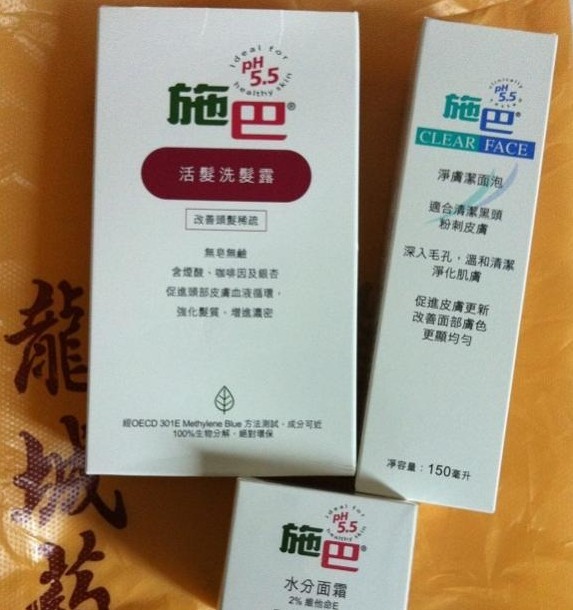 ideal for
pH
5.5
healthy skin
施巴®
活髮洗髮露
改善頭髮稀疏
無皂無鹼
含煙酸、咖啡因及銀杏
促進頭部皮膚血液循環，
強化髮質，增進濃密
經OECD 301E Methylene Blue 方法測試，成分可近
100%生物分解，絕對環保
pH
5.5
施巴®
CLEAR FACE
淨膚潔面泡
適合清潔黑頭
粉刺皮膚
深入毛孔，溫和清潔
淨化肌膚
促進皮膚更新
改善面部膚色
更顯均勻
淨容量：150毫升
ideal for
pH
5.5
healthy skin
施巴®
水分面霜
2% 維他命E
龍城葯